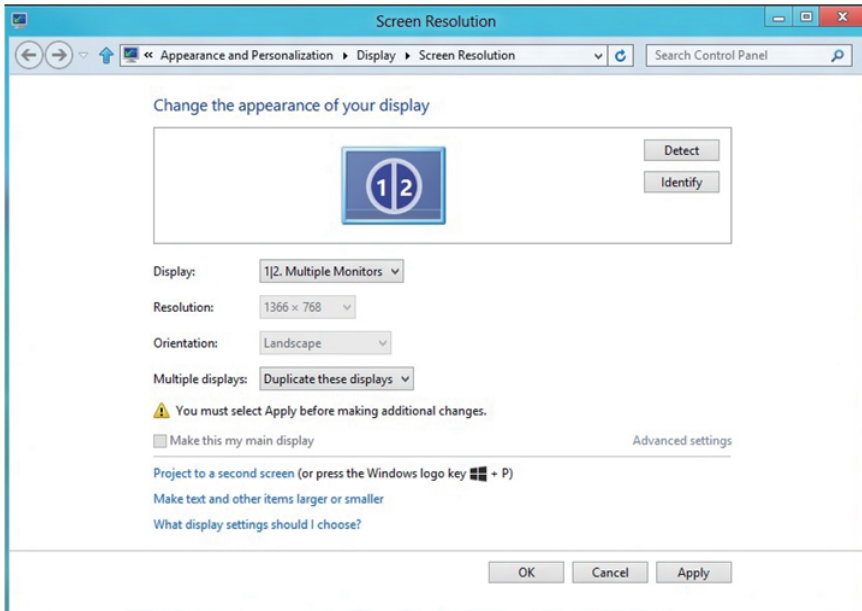 Screen Resolution
« Appearance and Personalization ▸ Display ▸ Screen Resolution
Search Control Panel
Change the appearance of your display
1 2
Detect
Identify
Display: 1|2. Multiple Monitors
Resolution: 1366 × 768
Orientation: Landscape
Multiple displays: Duplicate these displays
You must select Apply before making additional changes.
Make this my main display Advanced settings
Project to a second screen (or press the Windows logo key + P)
Make text and other items larger or smaller
What display settings should I choose?
OK Cancel Apply